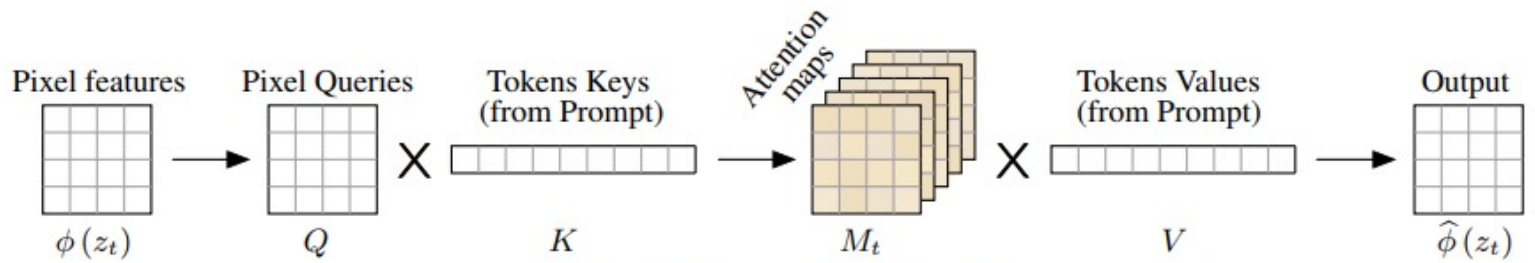 Pixel features
ϕ (z_t)
Pixel Queries
Q
X
Tokens Keys
(from Prompt)
K
Attention
maps
M_t
X
Tokens Values
(from Prompt)
V
Output
ϕ̂ (z_t)